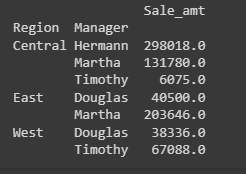 Sale_amt
Region Manager
Central Hermann 298018.0
Martha 131780.0
Timothy 6075.0
East Douglas 40500.0
Martha 203646.0
West Douglas 38336.0
Timothy 67088.0